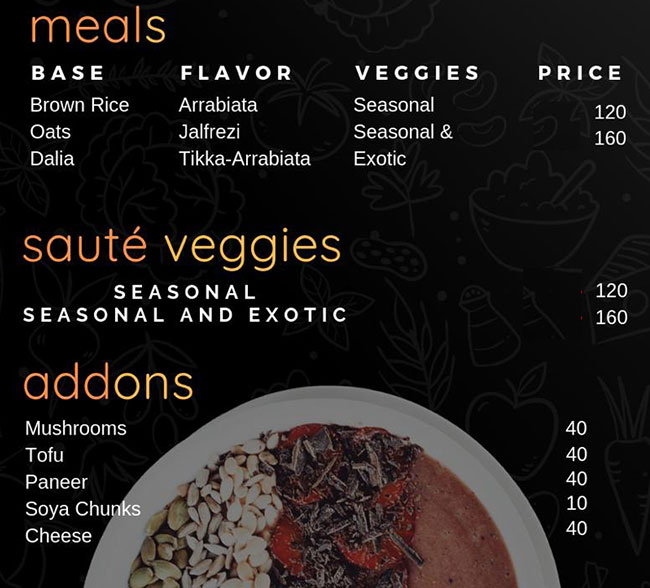 meals
BASE FLAVOR VEGGIES PRICE
Brown Rice Arrabiata Seasonal 120
Oats Jalfrezi Seasonal & 160
Dalia Tikka-Arrabiata Exotic
sauté veggies
SEASONAL 120
SEASONAL AND EXOTIC 160
addons
Mushrooms 40
Tofu 40
Paneer 40
Soya Chunks 10
Cheese 40